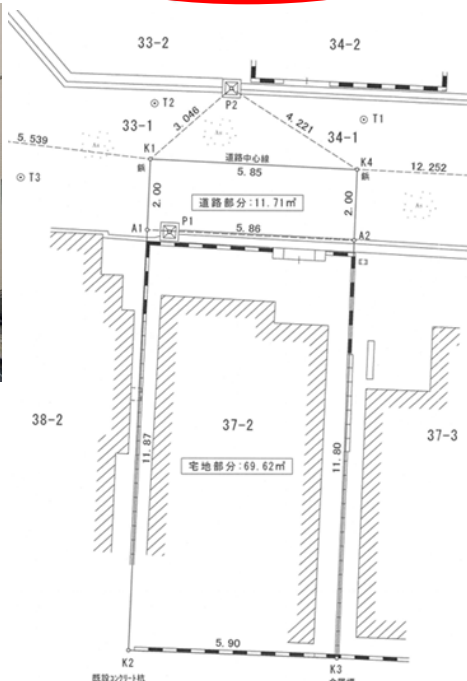 33-2
34-2
T2
P2
T1
33-1
3.046
4.221
34-1
5.539
K1
道路中心線
K4
12.252
鋲
5.85
鋲
T3
2.00
道路部分:11.71㎡
2.00
P1
A1
5.86
A2
E3
38-2
37-2
37-3
11.87
宅地部分:69.62㎡
11.80
5.90
K2
K3
既設コンクリート杭